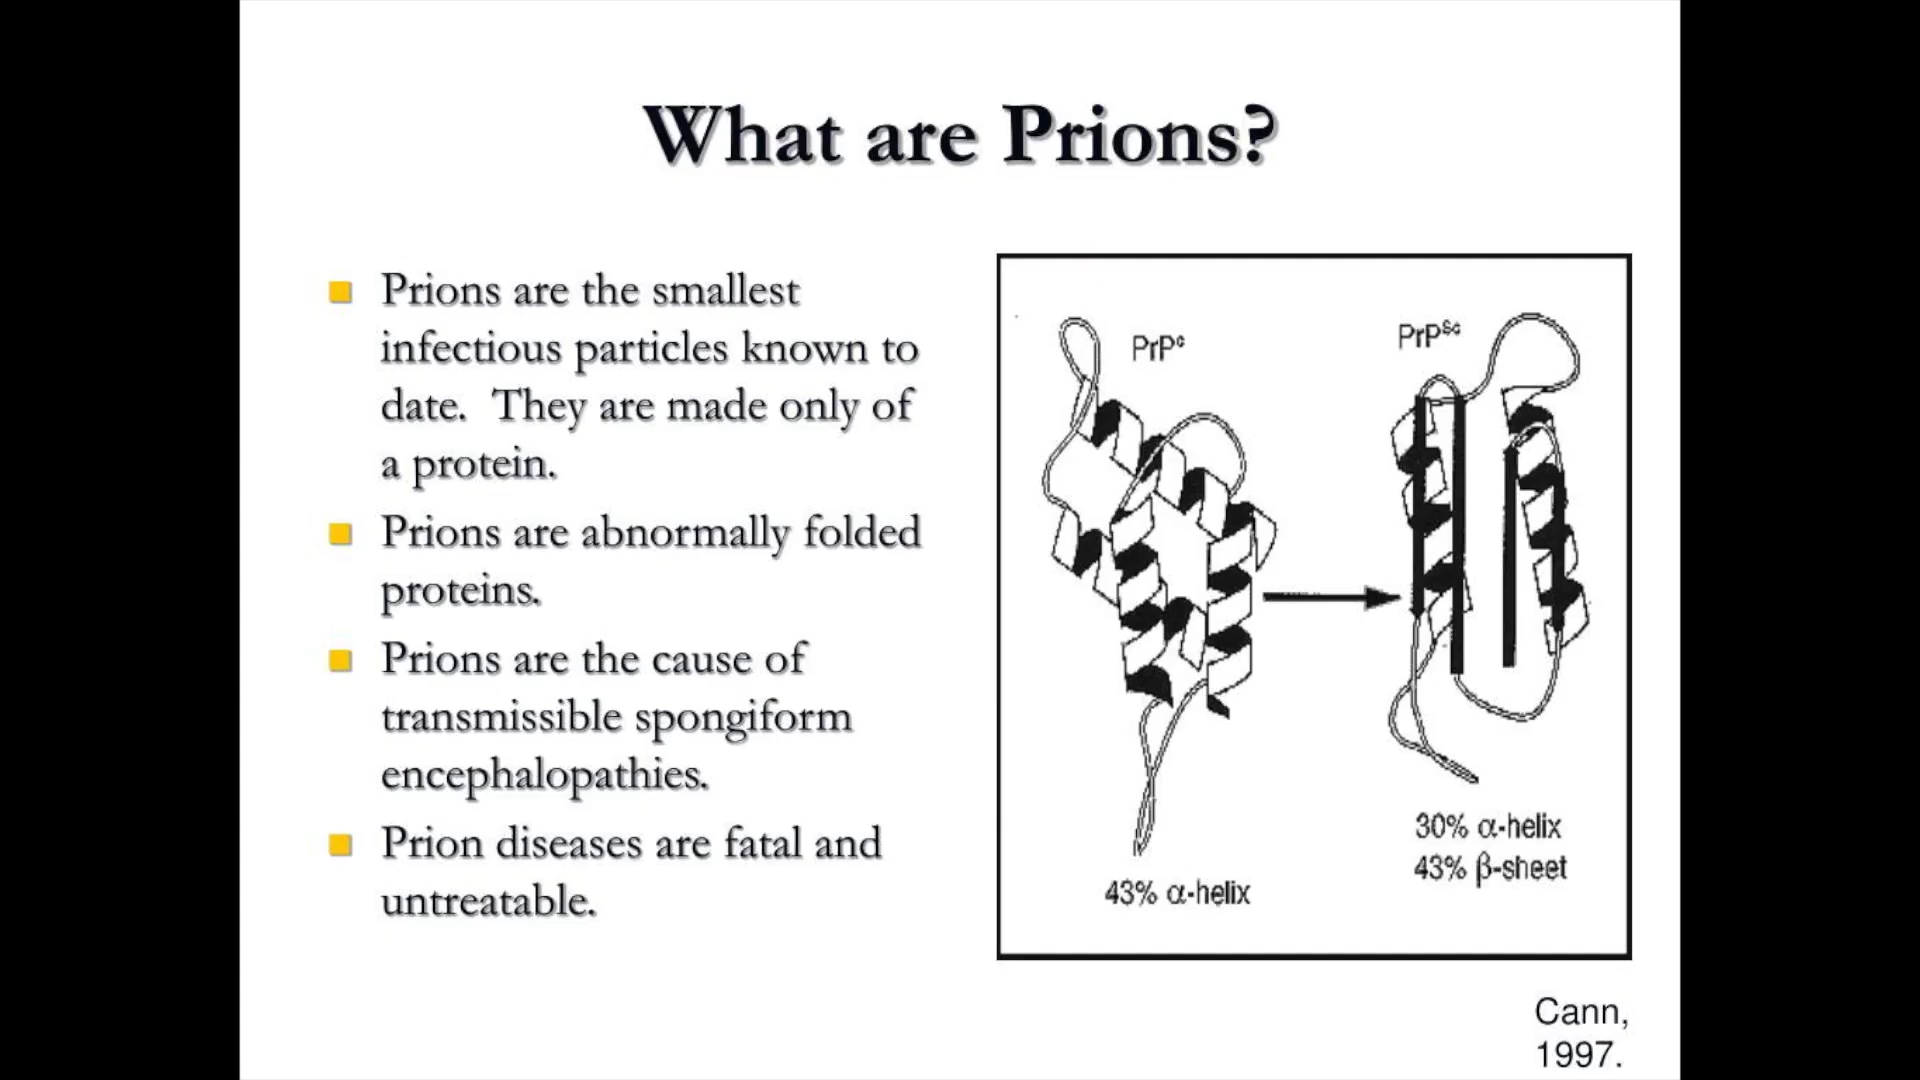 What are Prions?
Prions are the smallest
infectious particles known to
date.  They are made only of
a protein.
Prions are abnormally folded
proteins.
Prions are the cause of
transmissible spongiform
encephalopathies.
Prion diseases are fatal and
untreatable.
PrPᶜ
PrPˢᶜ
43% α-helix
30% α-helix
43% β-sheet
Cann,
1997.